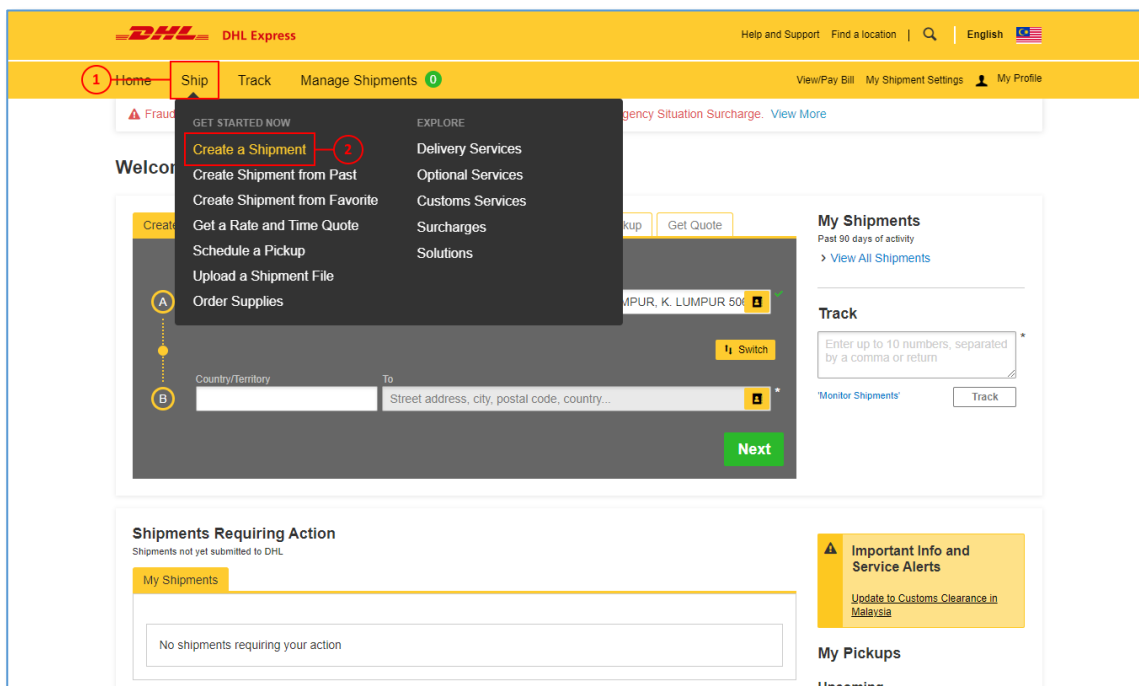 DHL DHL Express
Help and Support Find a location | English
1
Home Ship Track Manage Shipments 0
View/Pay Bill My Shipment Settings My Profile
Fraud gency Situation Surcharge. View More
GET STARTED NOW
Create a Shipment 2
Create Shipment from Past
Create Shipment from Favorite
Get a Rate and Time Quote
Schedule a Pickup
Upload a Shipment File
Order Supplies
EXPLORE
Delivery Services
Optional Services
Customs Services
Surcharges
Solutions
Welcor
Create kup Get Quote
A MPUR, K. LUMPUR 50
Switch
Country/Territory To
B Street address, city, postal code, country... *
Next
My Shipments
Past 90 days of activity
> View All Shipments
Track
Enter up to 10 numbers, separated *
by a comma or return
'Monitor Shipments' Track
Shipments Requiring Action
Shipments not yet submitted to DHL
My Shipments
No shipments requiring your action
Important Info and
Service Alerts
Update to Customs Clearance in
Malaysia
My Pickups
Upcoming